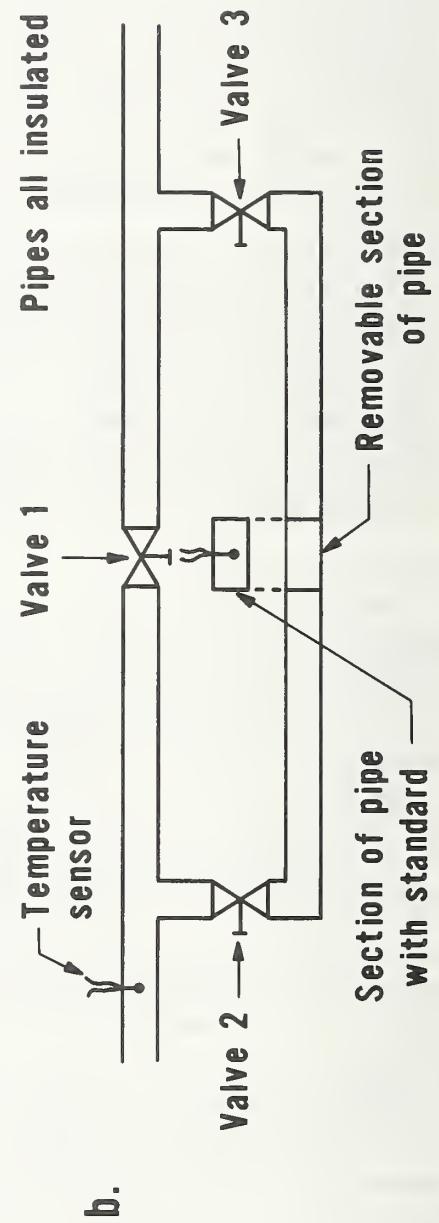 b.
Temperature
sensor
Valve 1
Pipes all insulated
Valve 2
Valve 3
Section of pipe
with standard
Removable section
of pipe